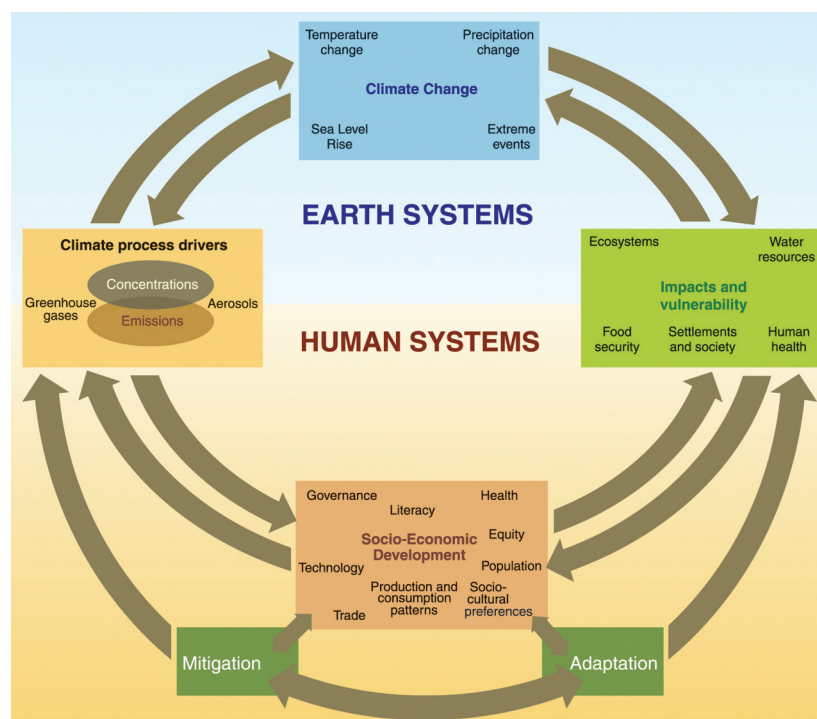 Temperature
change
Precipitation
change
Climate Change
Sea Level
Rise
Extreme
events
EARTH SYSTEMS
Climate process drivers
Concentrations
Greenhouse
gases
Aerosols
Emissions
Ecosystems
Water
resources
Impacts and
vulnerability
Food
security
Settlements
and society
Human
health
HUMAN SYSTEMS
Governance
Literacy
Health
Socio-Economic
Development
Equity
Technology
Population
Production and
consumption
patterns
Socio-
cultural
preferences
Trade
Mitigation
Adaptation